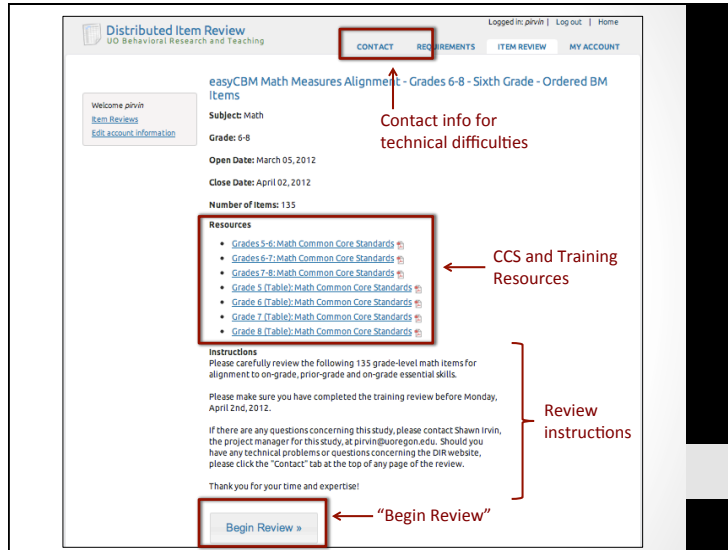 Logged in: pirvin | Log out | Home
Distributed Item Review
UO Behavioral Research and Teaching
CONTACT REQUIREMENTS ITEM REVIEW MY ACCOUNT
easyCBM Math Measures Alignment - Grades 6-8 - Sixth Grade - Ordered BM
Items
Welcome pirvin
Item Reviews
Edit account information
Subject: Math
Grade: 6-8
Open Date: March 05, 2012
Close Date: April 02, 2012
Number of Items: 135
Contact info for
technical difficulties
Resources
• Grades 5-6: Math Common Core Standards
• Grades 6-7: Math Common Core Standards
• Grades 7-8: Math Common Core Standards
• Grade 5 (Table): Math Common Core Standards
• Grade 6 (Table): Math Common Core Standards
• Grade 7 (Table): Math Common Core Standards
• Grade 8 (Table): Math Common Core Standards
CCS and Training
Resources
Instructions
Please carefully review the following 135 grade-level math items for
alignment to on-grade, prior-grade and on-grade essential skills.
Please make sure you have completed the training review before Monday,
April 2nd, 2012.
If there are any questions concerning this study, please contact Shawn Irvin,
the project manager for this study, at pirvin@uoregon.edu. Should you
have any technical problems or questions concerning the DIR website,
please click the "Contact" tab at the top of any page of the review.
Thank you for your time and expertise!
Review
instructions
Begin Review »
“Begin Review”